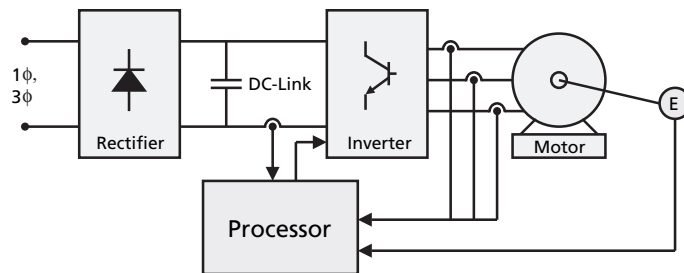 1ϕ,
3ϕ
Rectifier
DC-Link
Inverter
Motor
E
Processor